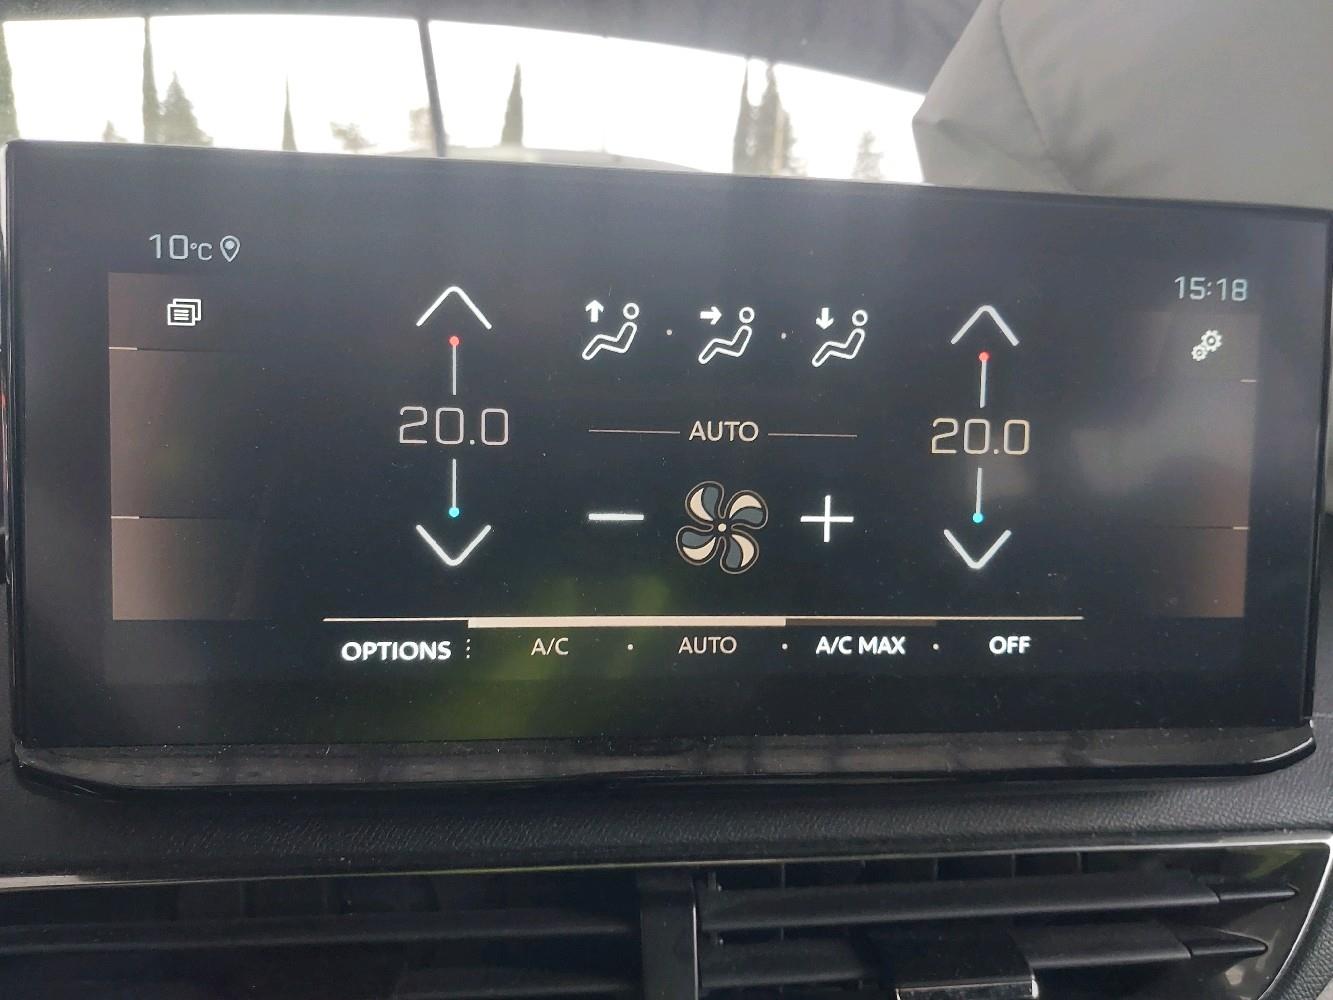 10°C
15:18
20.0
20.0
AUTO
OPTIONS A/C AUTO A/C MAX OFF